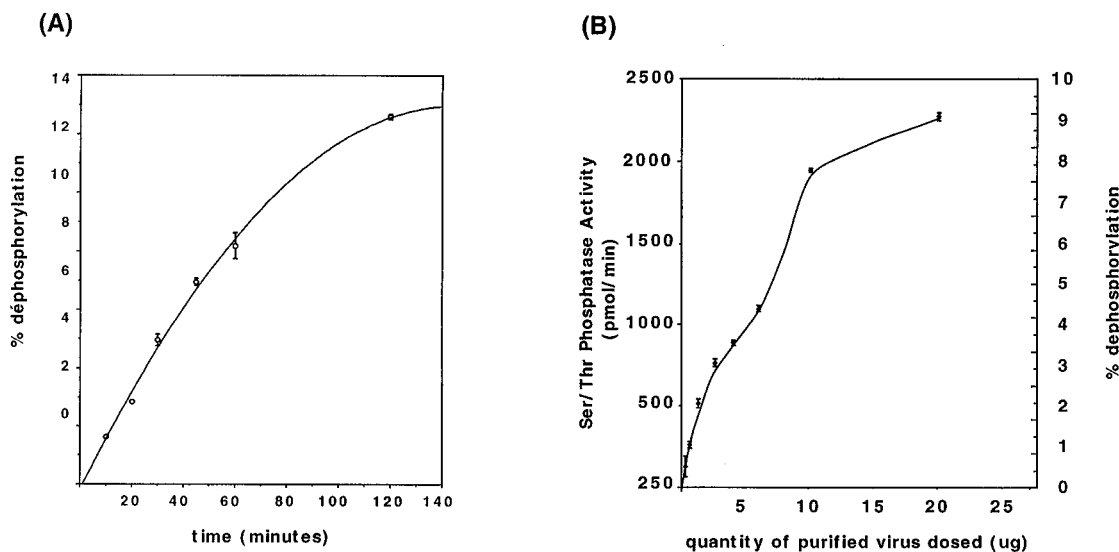 (A)
14
12
10
8
6
4
2
0
% déphosphorylation
20 40 60 80 100 120 140
time (minutes)
(B)
2500
2000
1500
1000
500
250
Ser/Thr Phosphatase Activity
(pmol/min)
10
9
8
7
6
5
4
3
2
1
0
% dephosphorylation
5 10 15 20 25
quantity of purified virus dosed (ug)